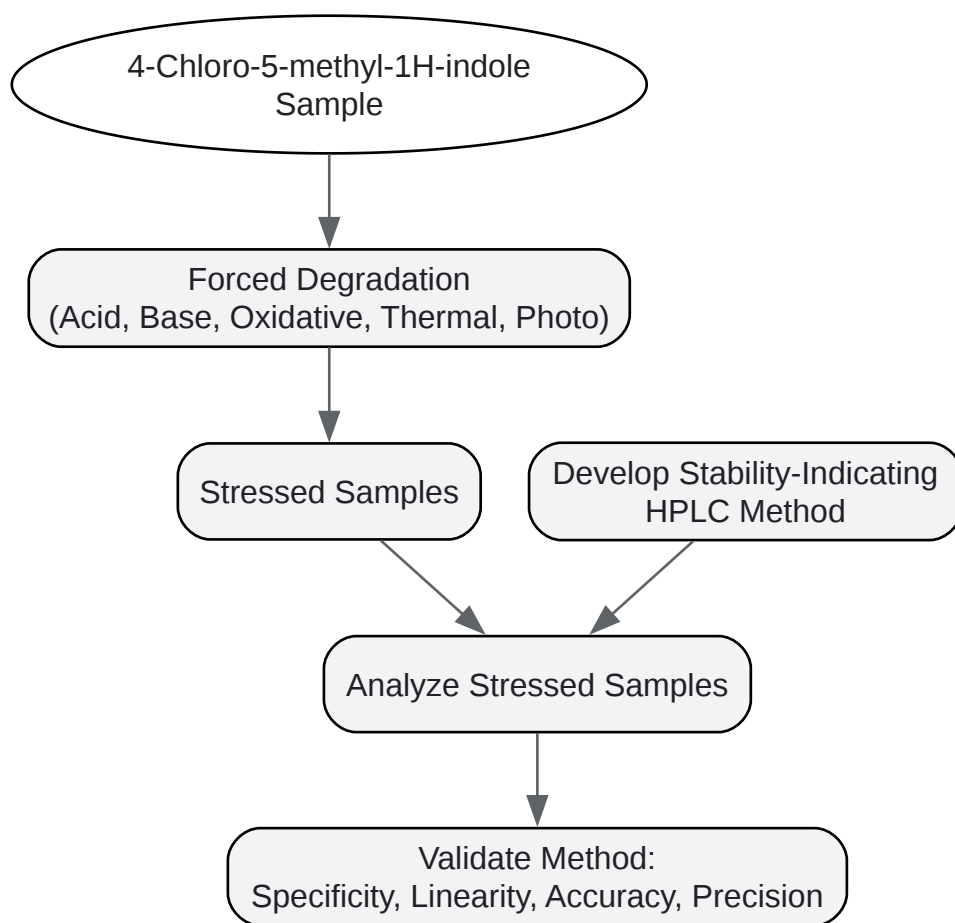 4-Chloro-5-methyl-1H-indole
Sample
Forced Degradation
(Acid, Base, Oxidative, Thermal, Photo)
Stressed Samples
Develop Stability-Indicating
HPLC Method
Analyze Stressed Samples
Validate Method:
Specificity, Linearity, Accuracy, Precision